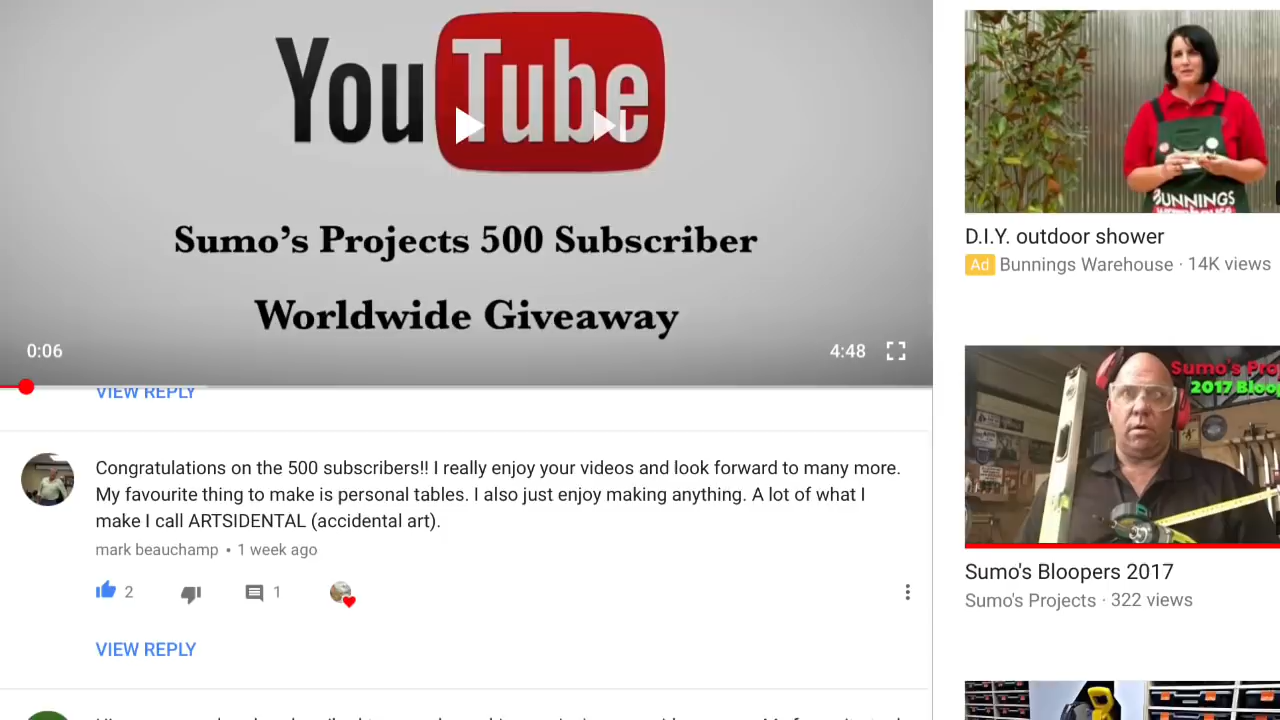 YouTube
Sumo's Projects 500 Subscriber
Worldwide Giveaway
0:06
4:48
VIEW REPLY
Congratulations on the 500 subscribers!! I really enjoy your videos and look forward to many more.
My favourite thing to make is personal tables. I also just enjoy making anything. A lot of what I
make I call ARTSIDENTAL (accidental art).
mark beauchamp • 1 week ago
2
1
VIEW REPLY
BUNNINGS
D.I.Y. outdoor shower
Ad Bunnings Warehouse · 14K views
Sumo's Pro
2017 Bloop
Sumo's Bloopers 2017
Sumo's Projects · 322 views